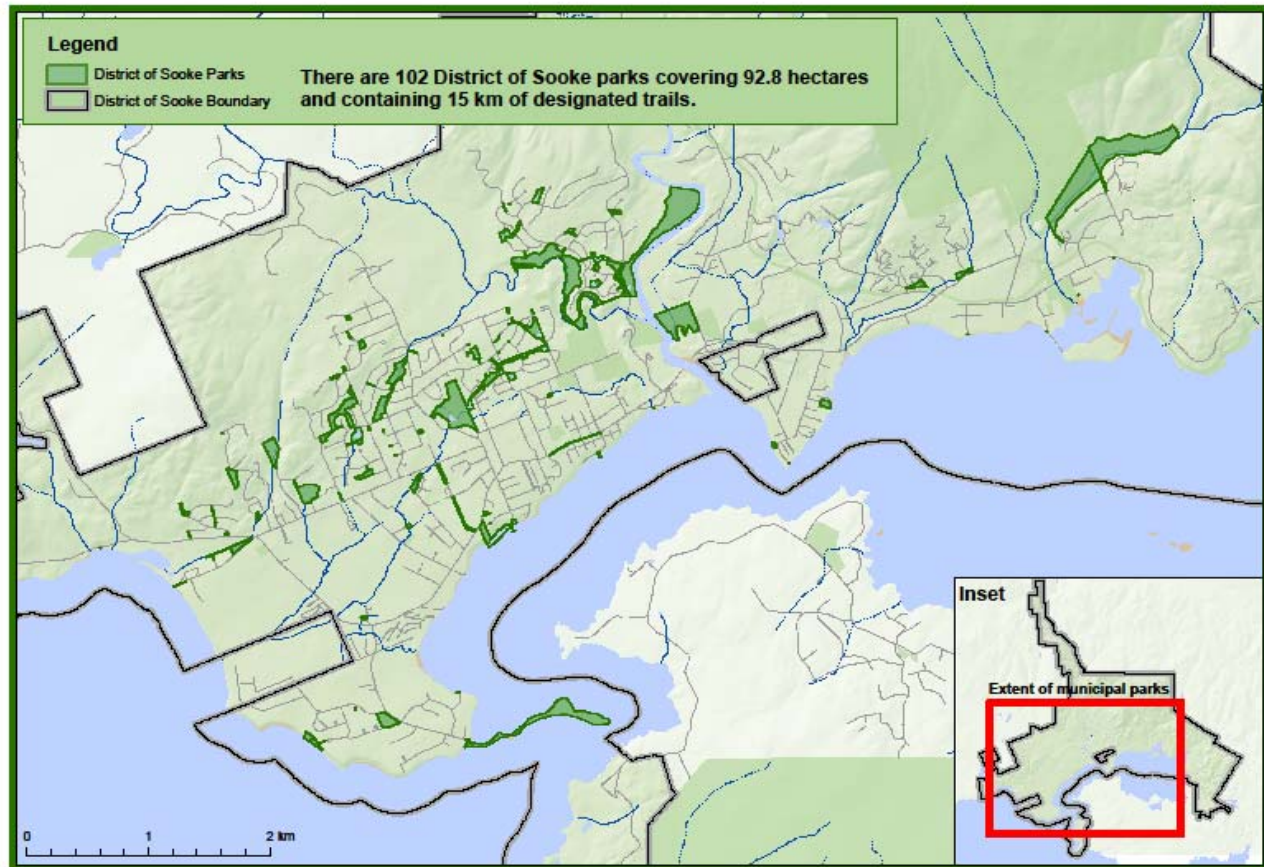 Legend
District of Sooke Parks
District of Sooke Boundary
There are 102 District of Sooke parks covering 92.8 hectares
and containing 15 km of designated trails.
Inset
Extent of municipal parks
0 1 2 km